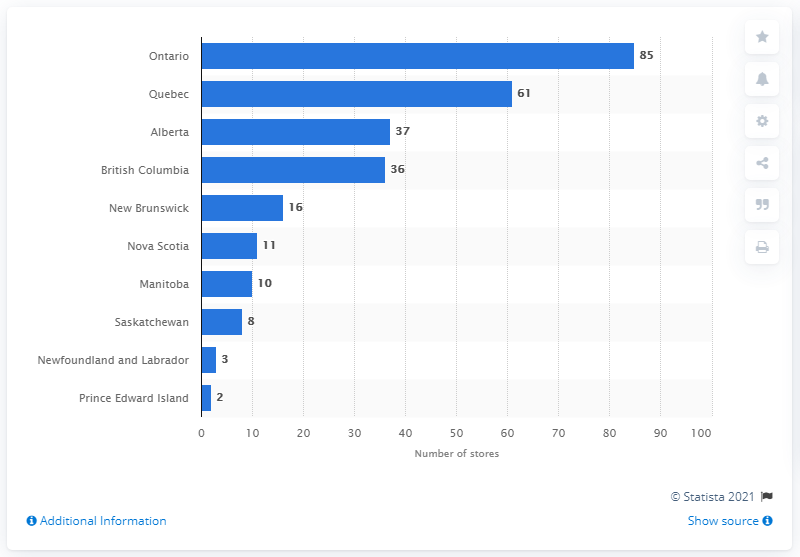 Ontario 85
Quebec 61
Alberta 37
British Columbia 36
New Brunswick 16
Nova Scotia 11
Manitoba 10
Saskatchewan 8
Newfoundland and Labrador 3
Prince Edward Island 2
0 10 20 30 40 50 60 70 80 90 100
Number of stores
© Statista 2021
Additional Information Show source